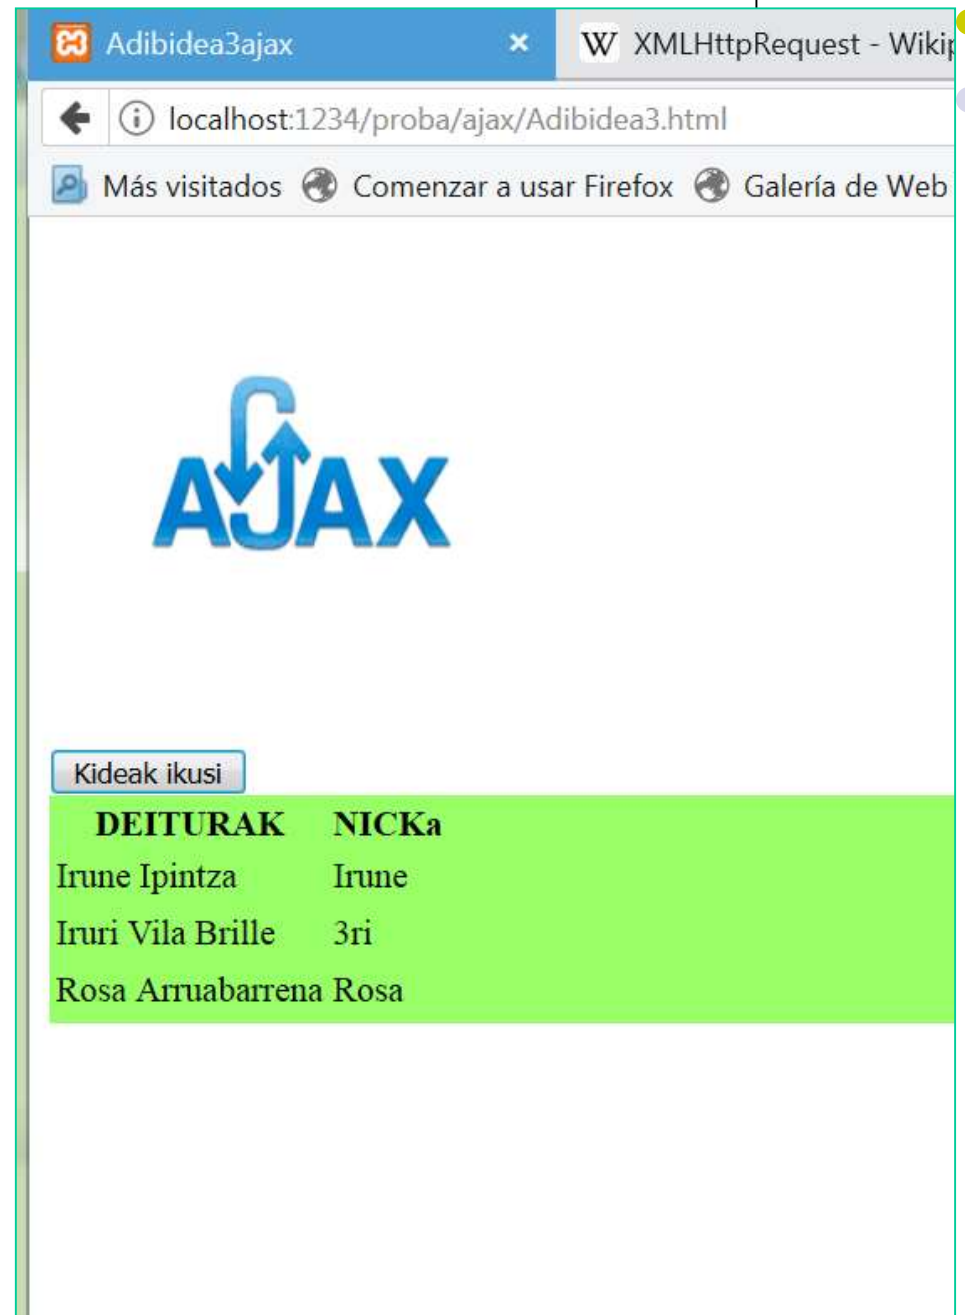 Adibidea3ajax × W XMLHttpRequest - Wikip
localhost:1234/proba/ajax/Adibidea3.html
Más visitados Comenzar a usar Firefox Galería de Web
AJAX
Kideak ikusi
DEITURAK NICKa
Irune Ipintza Irune
Iruri Vila Brille 3ri
Rosa Arruabarrena Rosa